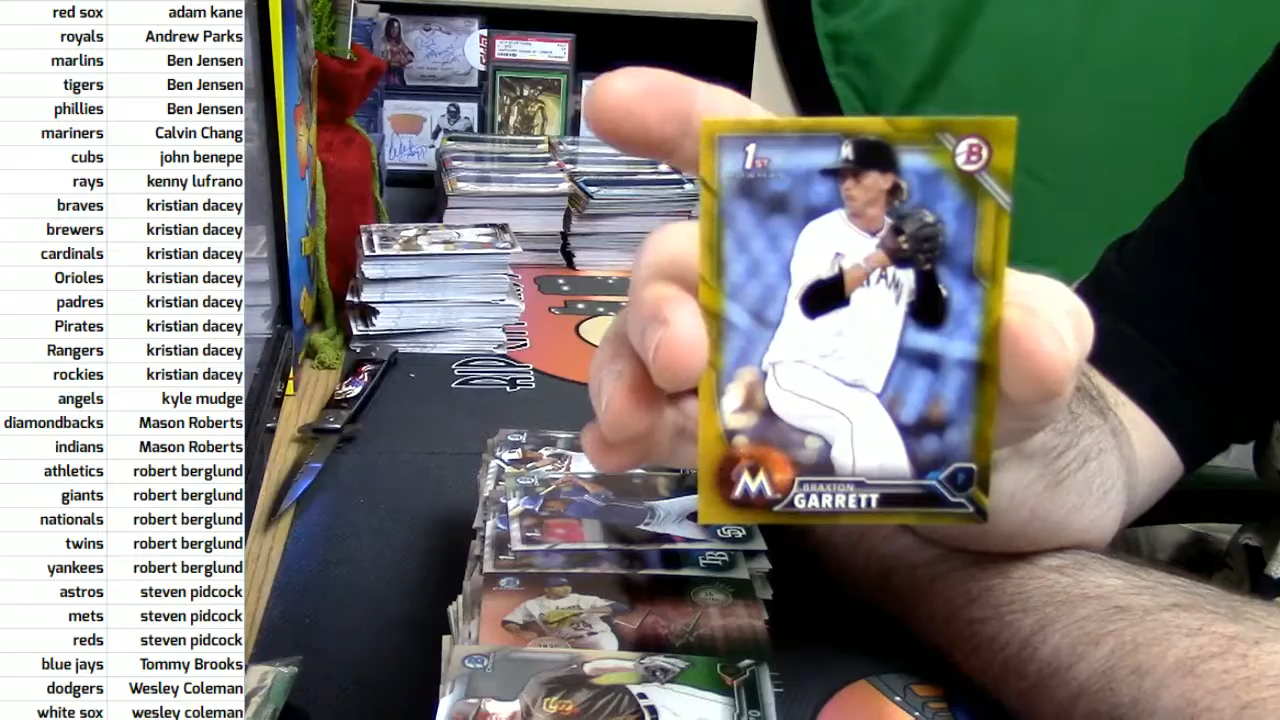 red sox adam kane
royals Andrew Parks
marlins Ben Jensen
tigers Ben Jensen
phillies Ben Jensen
mariners Calvin Chang
cubs john benepe
rays kenny lufrano
braves kristian dacey
brewers kristian dacey
cardinals kristian dacey
Orioles kristian dacey
padres kristian dacey
Pirates kristian dacey
Rangers kristian dacey
rockies kristian dacey
angels kyle mudge
diamondbacks Mason Roberts
indians Mason Roberts
athletics robert berglund
giants robert berglund
nationals robert berglund
twins robert berglund
yankees robert berglund
astros steven pidcock
mets steven pidcock
reds steven pidcock
blue jays Tommy Brooks
dodgers Wesley Coleman
white sox wesley coleman
1ST
B
M
BRAXTON
GARRETT
P
RIP
TB